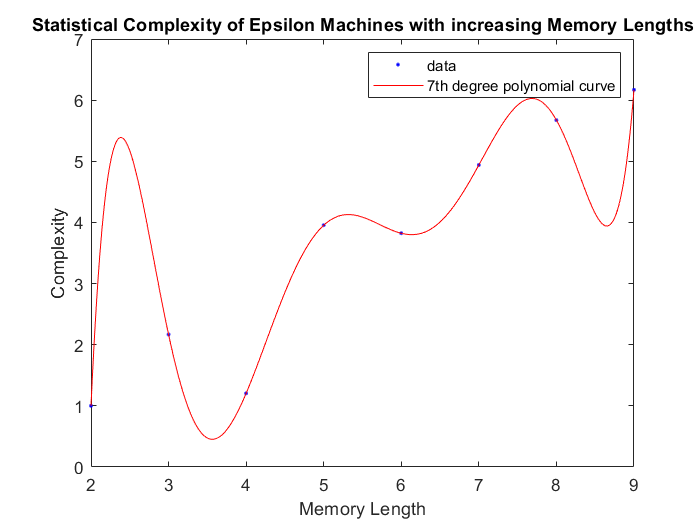 Statistical Complexity of Epsilon Machines with increasing Memory Lengths
7
data
7th degree polynomial curve
6
5
4
3
2
1
0
Complexity
2 3 4 5 6 7 8 9
Memory Length